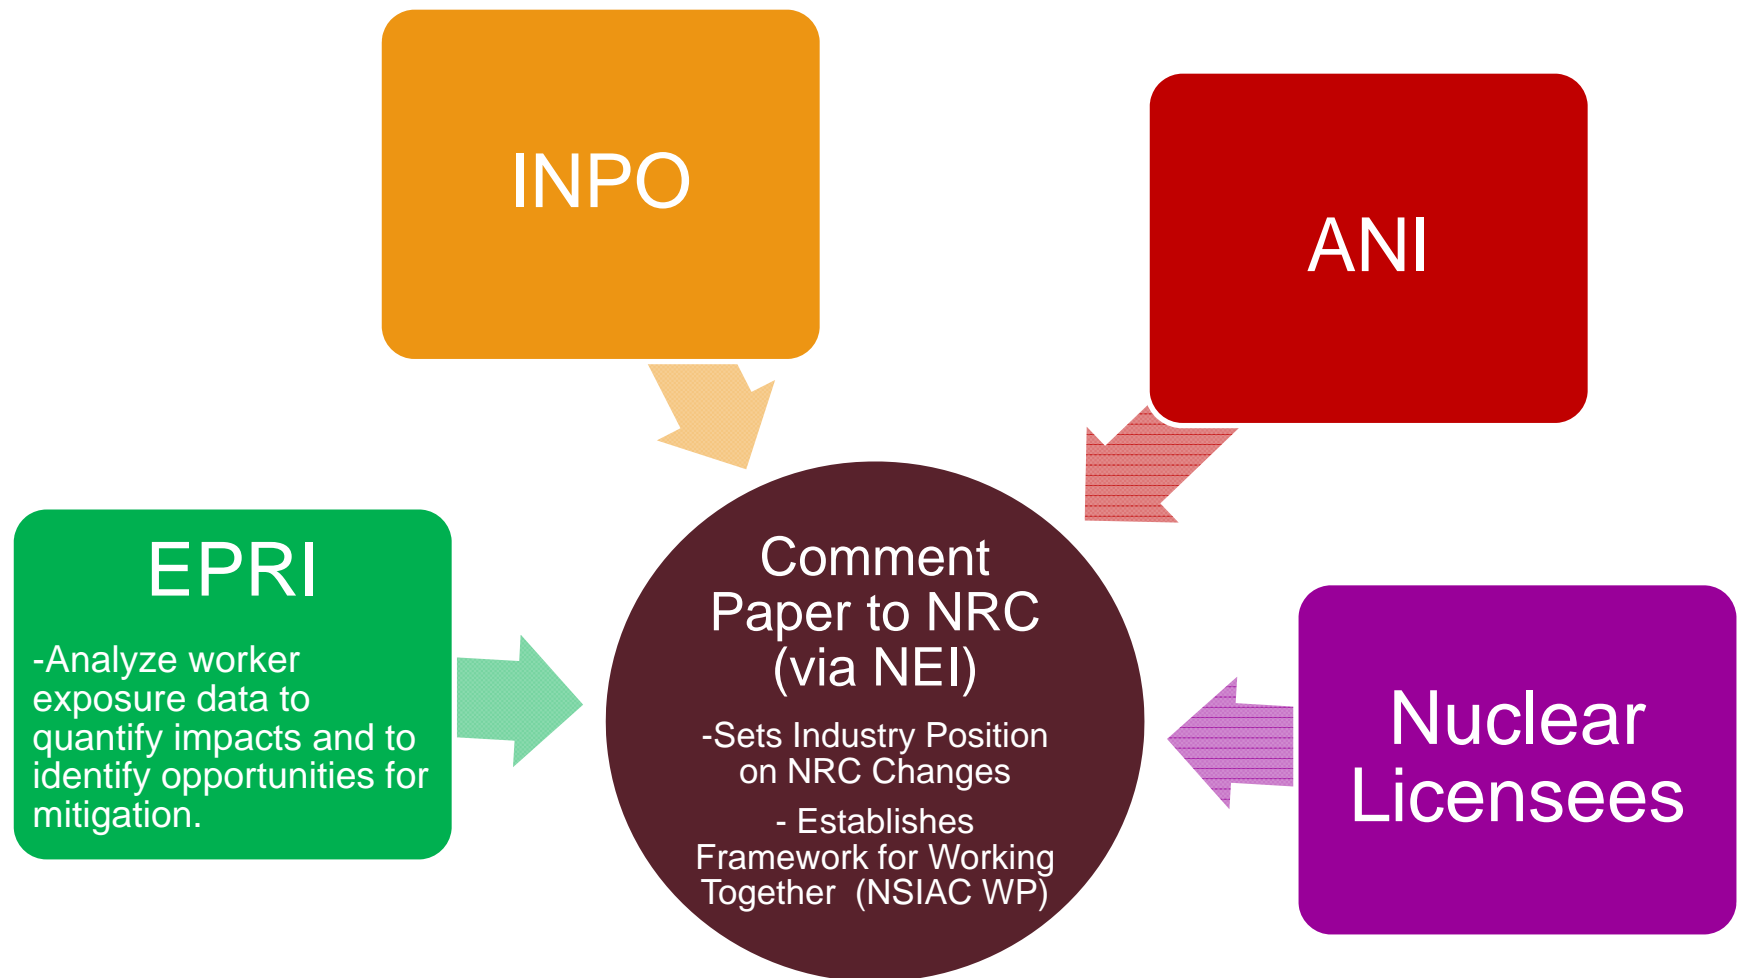 INPO
ANI
EPRI
-Analyze worker
exposure data to
quantify impacts and to
identify opportunities for
mitigation.
Comment
Paper to NRC
(via NEI)
-Sets Industry Position
on NRC Changes
- Establishes
Framework for Working
Together  (NSIAC WP)
Nuclear
Licensees